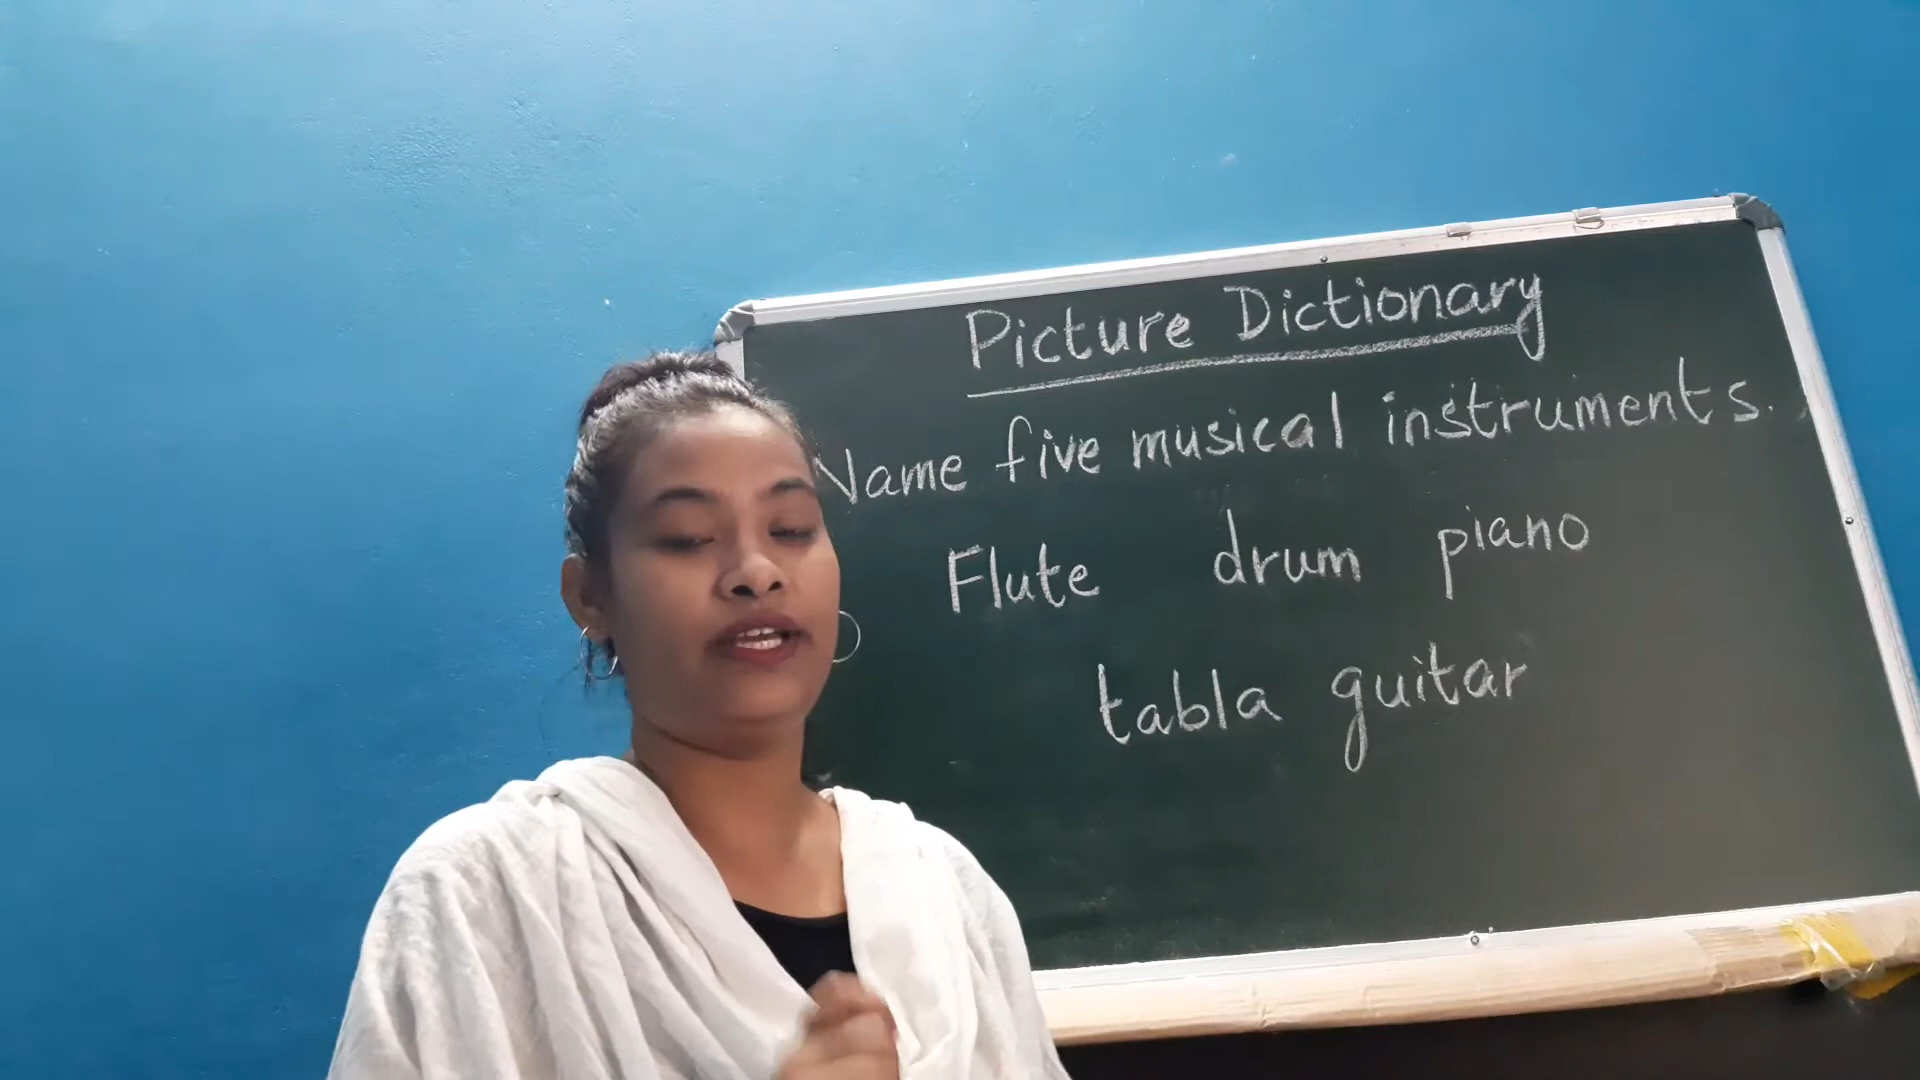 Picture Dictionary
Name five musical instruments.
Flute drum piano
tabla guitar